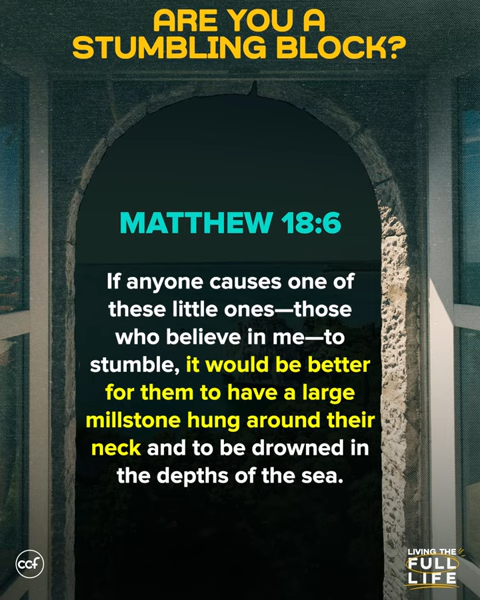 ARE YOU A
STUMBLING BLOCK?
MATTHEW 18:6
If anyone causes one of
these little ones—those
who believe in me—to
stumble, it would be better
for them to have a large
millstone hung around their
neck and to be drowned in
the depths of the sea.
ccf
LIVING THE
FULL
LIFE